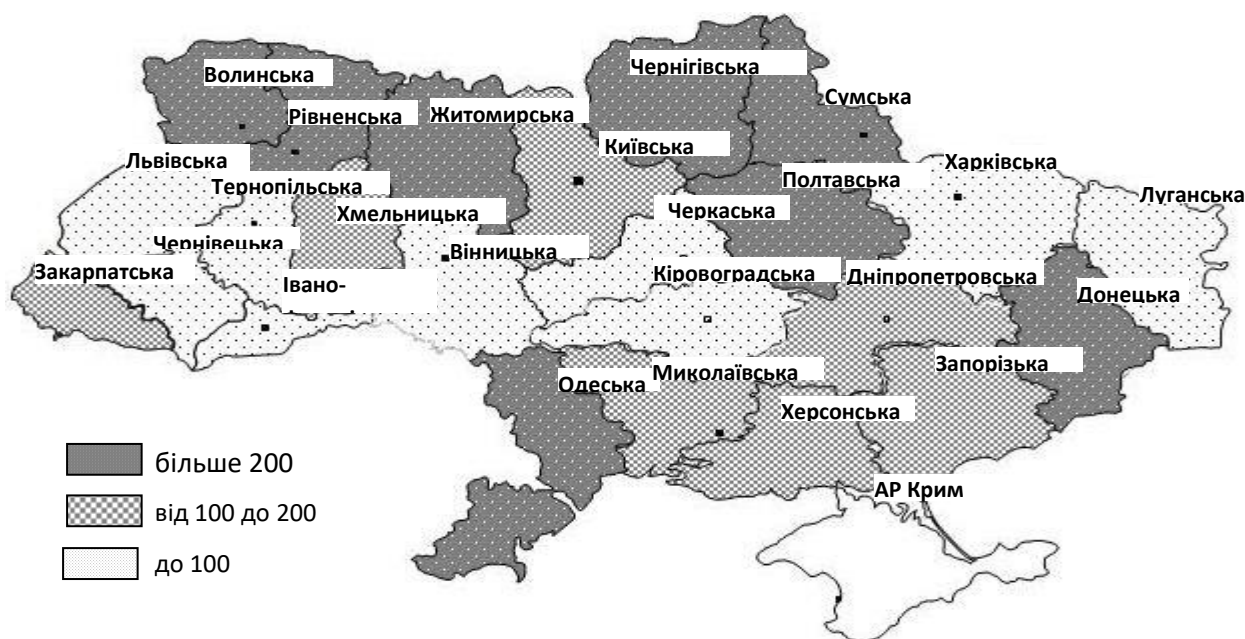 Чернігівська
Волинська
Сумська
Рівненська
Житомирська
Київська
Львівська
Харківська
Тернопільська
Полтавська
Луганська
Хмельницька
Черкаська
Чернівецька
Вінницька
Закарпатська
Кіровоградська
Дніпропетровська
Івано-
Донецька
Одеська
Миколаївська
Запорізька
Херсонська
більше 200
АР Крим
від 100 до 200
до 100